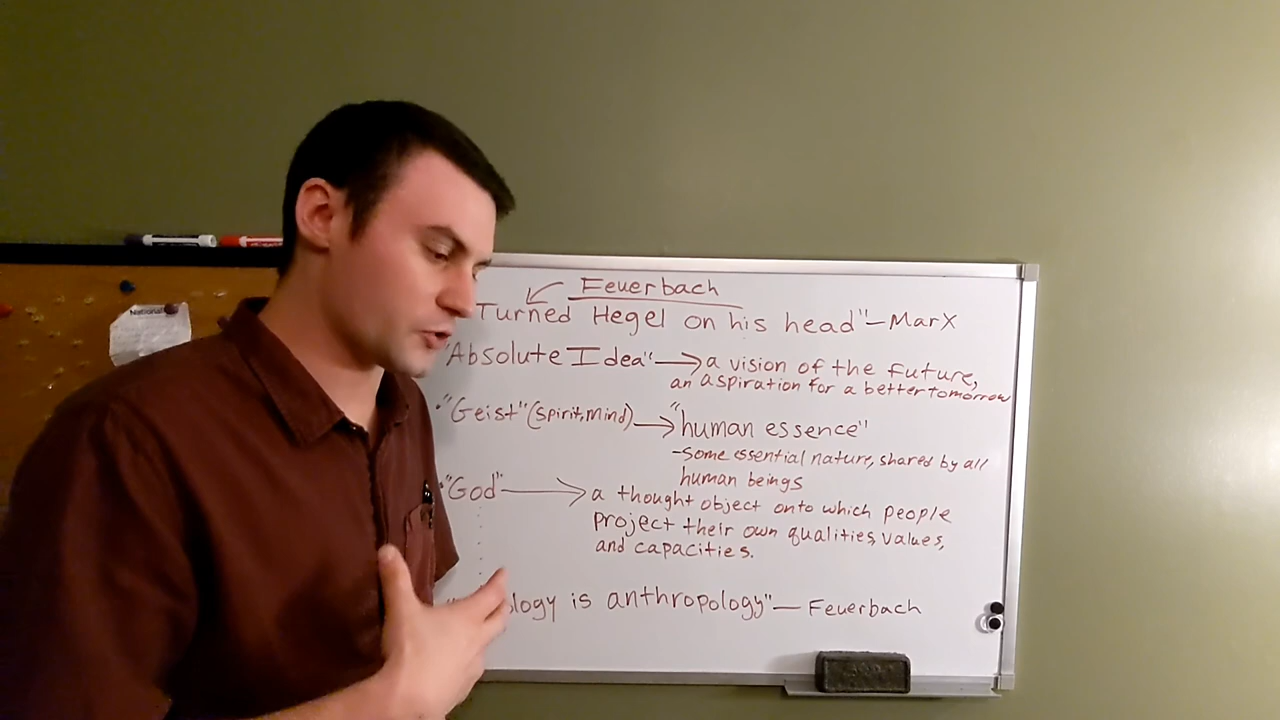 National
Feuerbach
Turned Hegel on his head" - Marx
"Absolute Idea" → a vision of the future,
an aspiration for a better tomorrow
• "Geist" (spirit, mind) → "human essence"
- some essential nature, shared by all
human beings
• "God" → a thought object onto which people
project their own qualities, values,
and capacities.
ology is anthropology" — Feuerbach